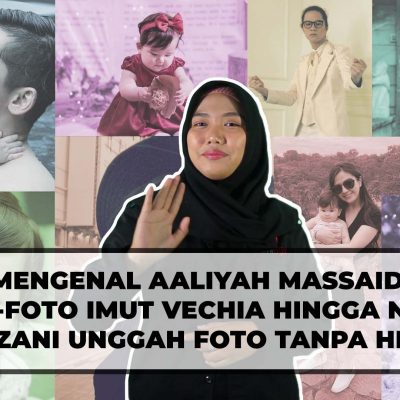 MENGENAL AALIYAH MASSAID
-FOTO IMUT VECHIA HINGGA N
ZANI UNGGAH FOTO TANPA H